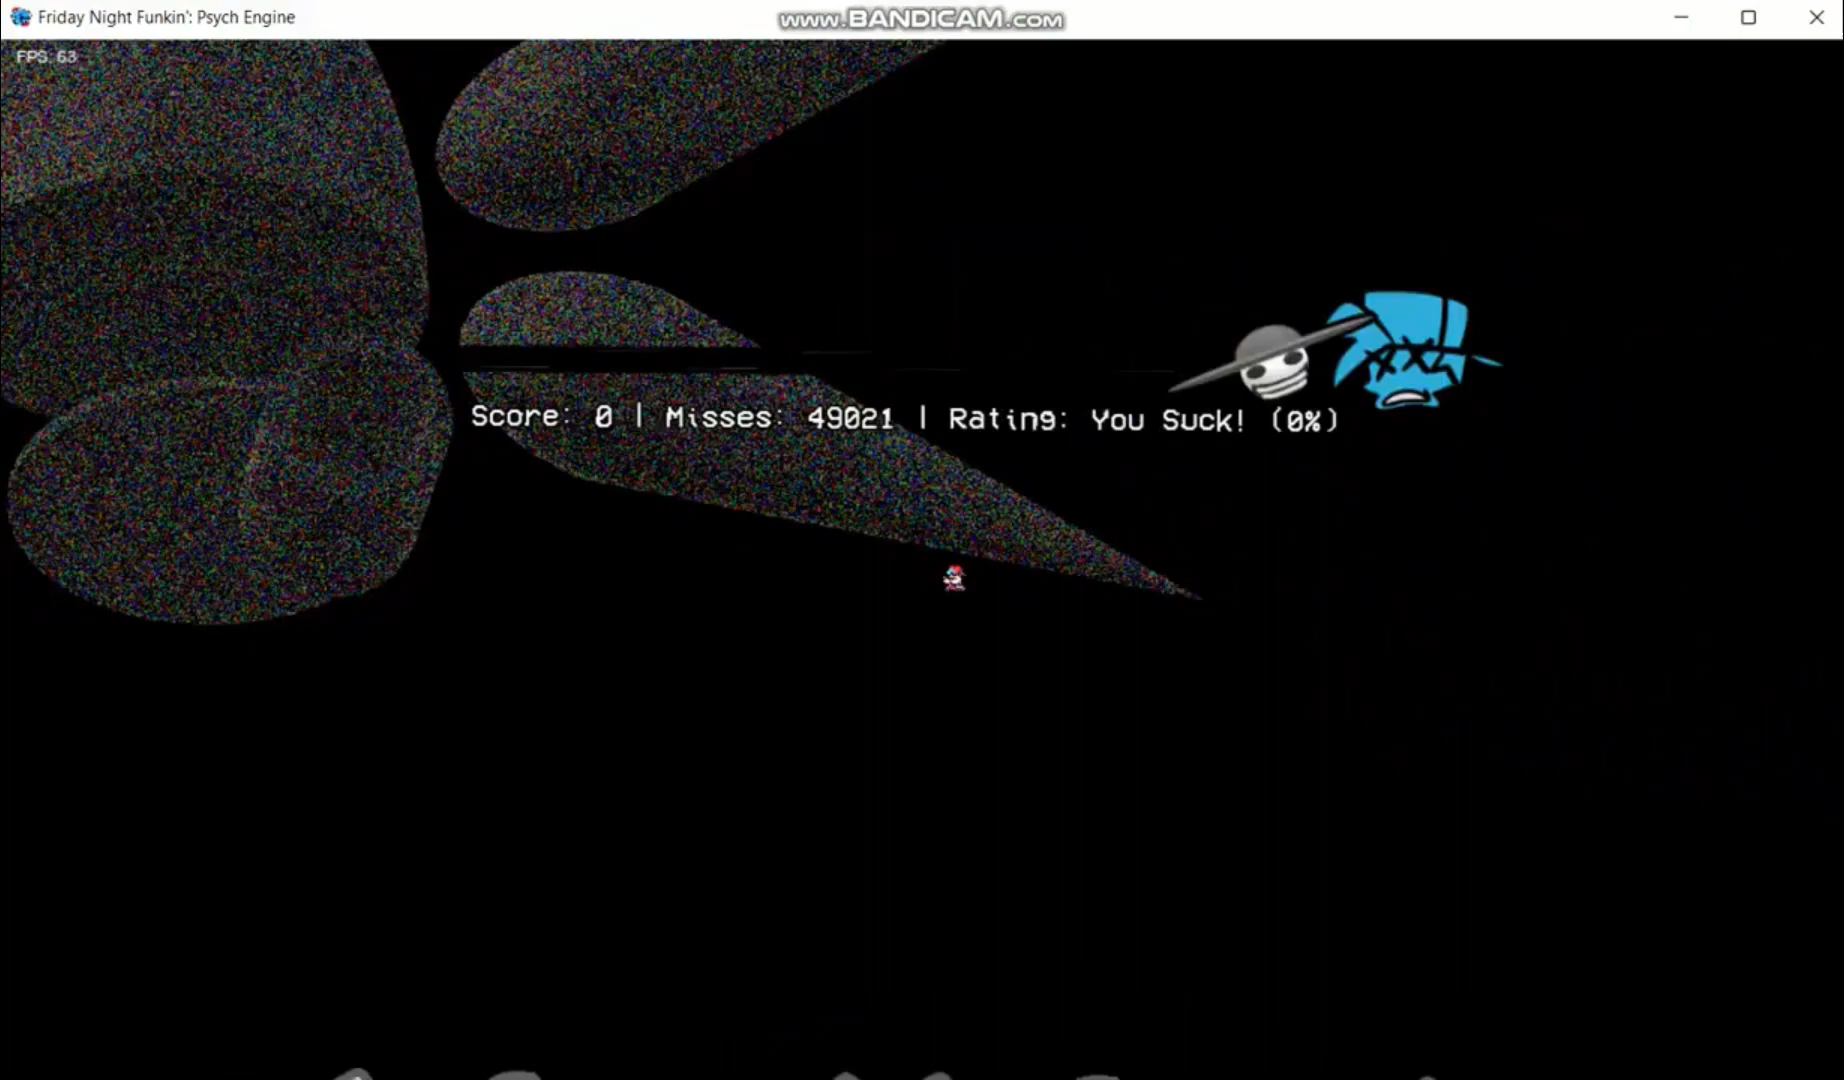 Friday Night Funkin': Psych Engine
www.BANDICAM.com
FPS: 63
Score: 0 | Misses: 49021 | Rating: You Suck! (0%)